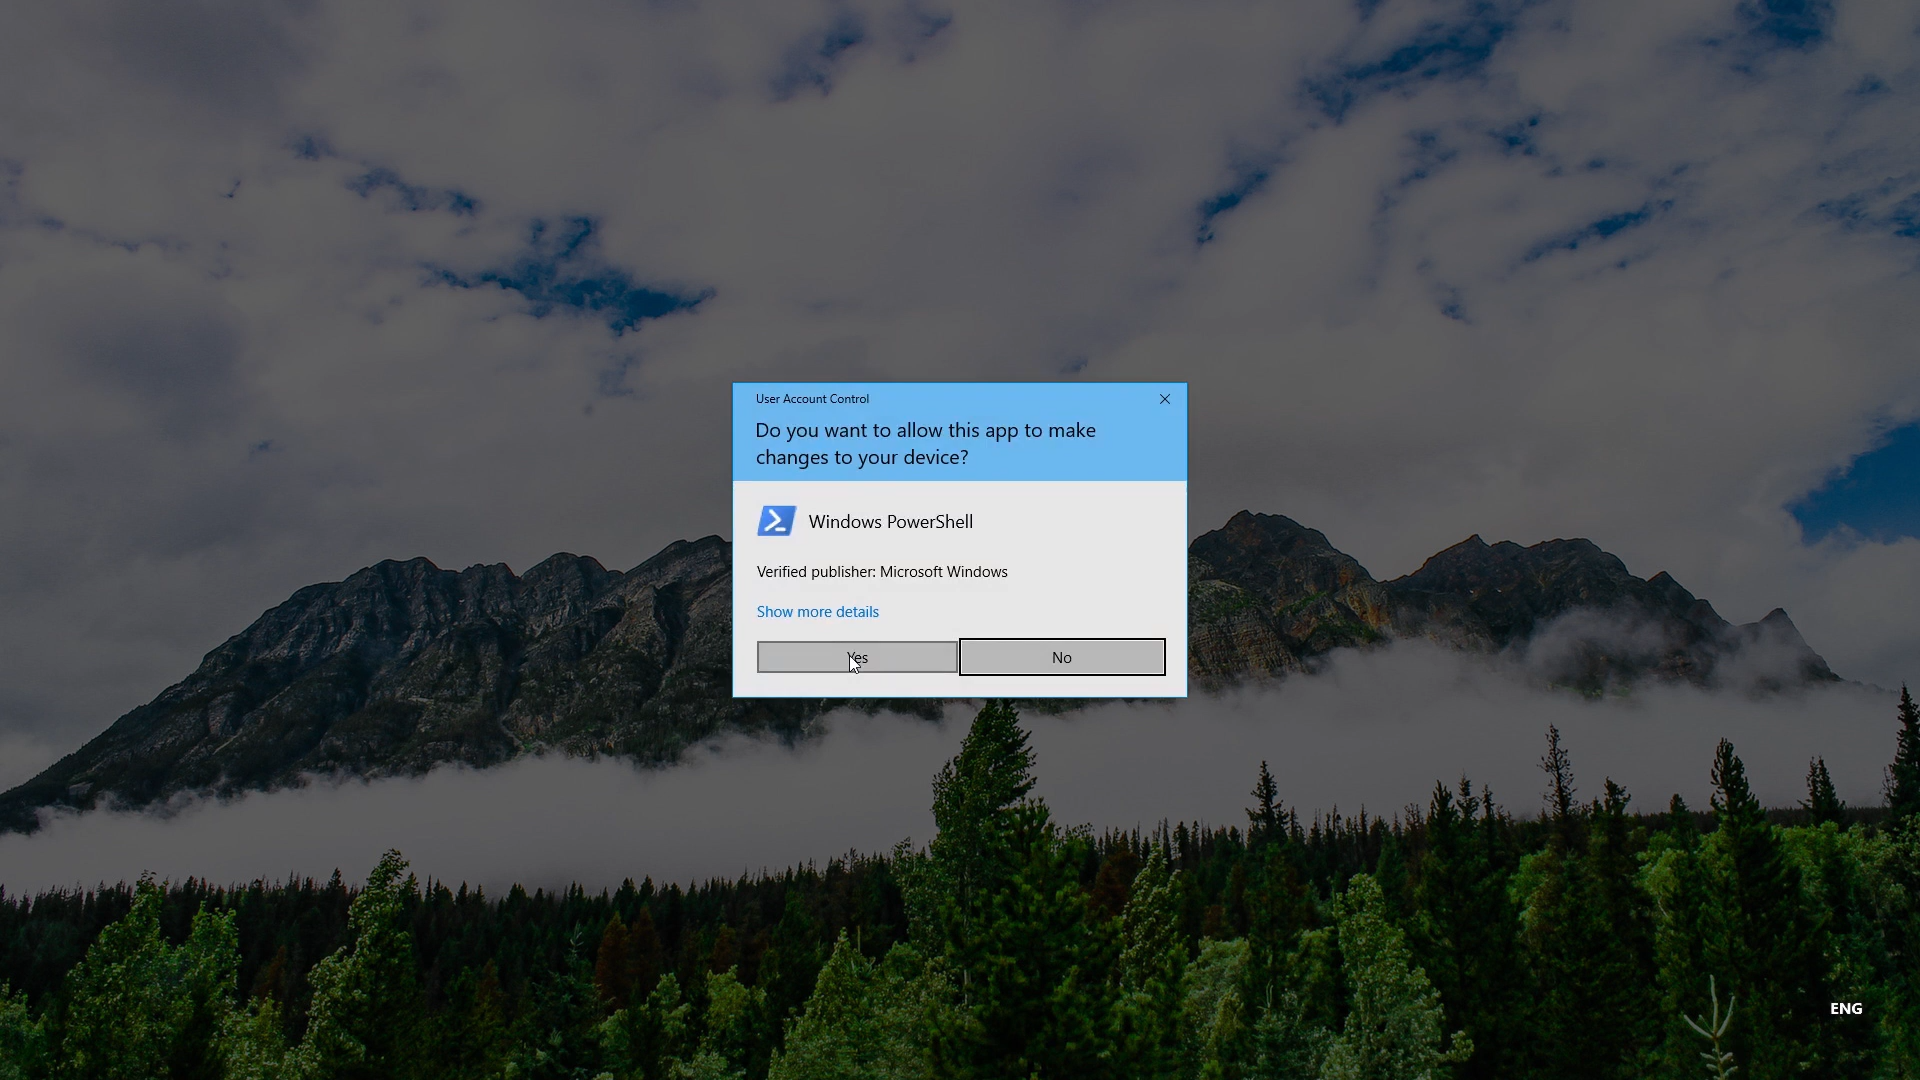 User Account Control
Do you want to allow this app to make
changes to your device?
Windows PowerShell
Verified publisher: Microsoft Windows
Show more details
Yes
No
ENG